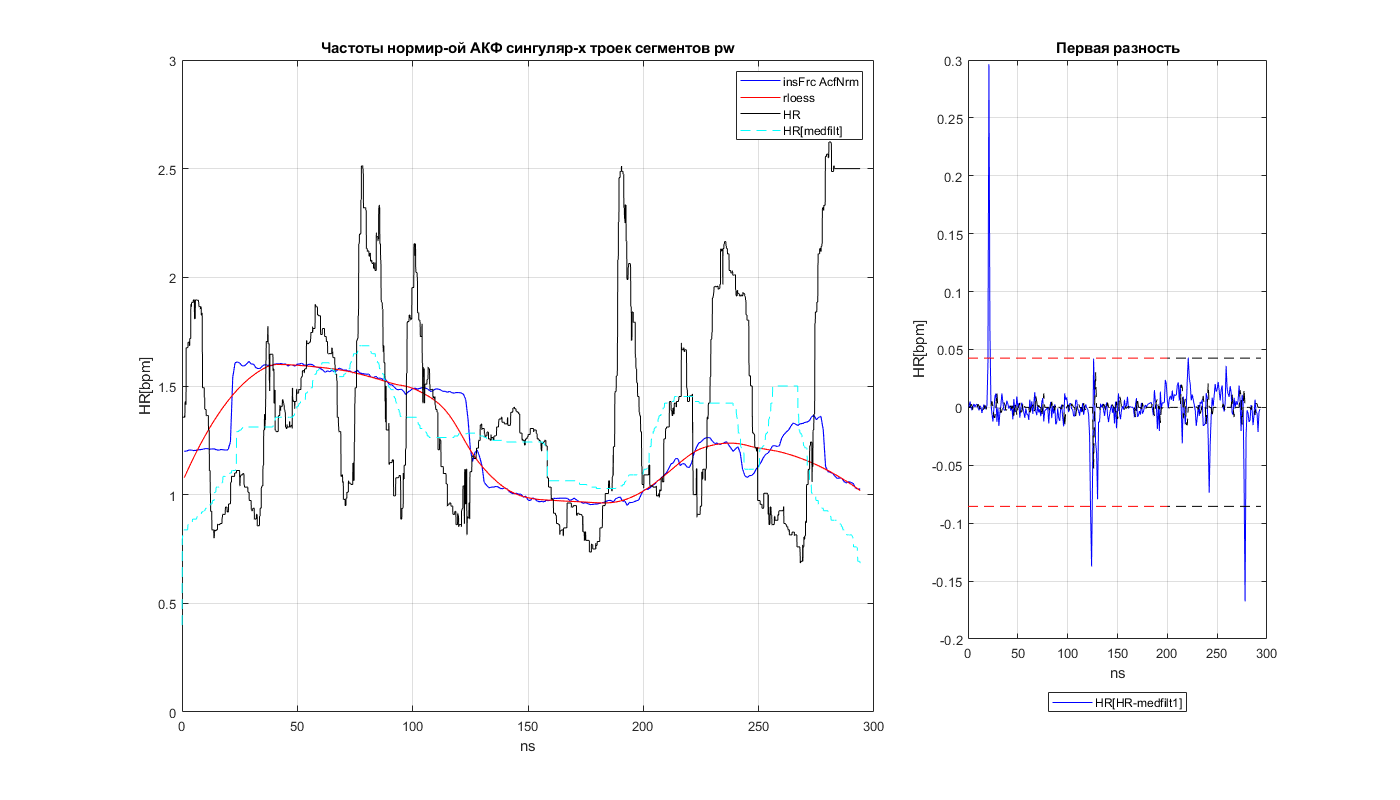 Частоты нормир-ой АКФ сингуляр-х троек сегментов pw
3
2.5
2
1.5
1
0.5
0
HR[bpm]
0 50 100 150 200 250 300
ns
insFrc AcfNrm
rloess
HR
HR[medfilt]
Первая разность
0.3
0.25
0.2
0.15
0.1
0.05
0
-0.05
-0.1
-0.15
-0.2
HR[bpm]
0 50 100 150 200 250 300
ns
HR[HR-medfilt1]